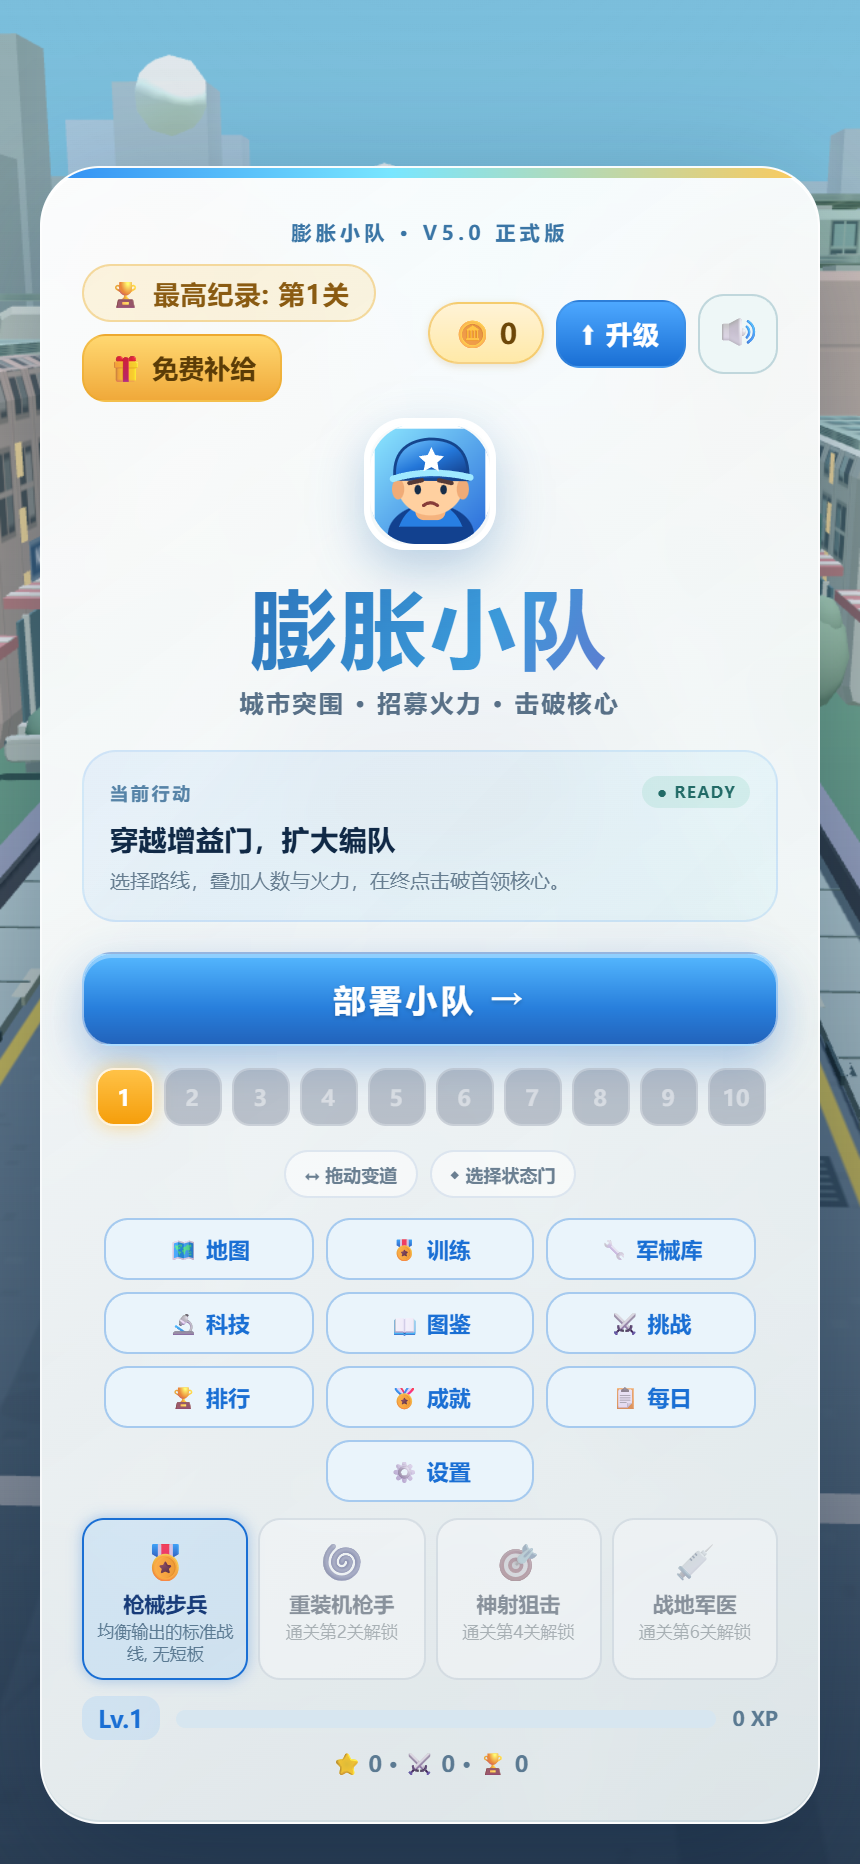 膨胀小队 • V5.0 正式版
最高纪录: 第1关
免费补给
0
升级
膨胀小队
城市突围 • 招募火力 • 击破核心
当前行动
READY
穿越增益门，扩大编队
选择路线，叠加人数与火力，在终点击破首领核心。
部署小队 →
1 2 3 4 5 6 7 8 9 10
↔ 拖动变道
选择状态门
地图 训练 军械库
科技 图鉴 挑战
排行 成就 每日
设置
枪械步兵
均衡输出的标准战
线, 无短板
重装机枪手
通关第2关解锁
神射狙击
通关第4关解锁
战地军医
通关第6关解锁
Lv.1
0 XP
0 • 0 • 0